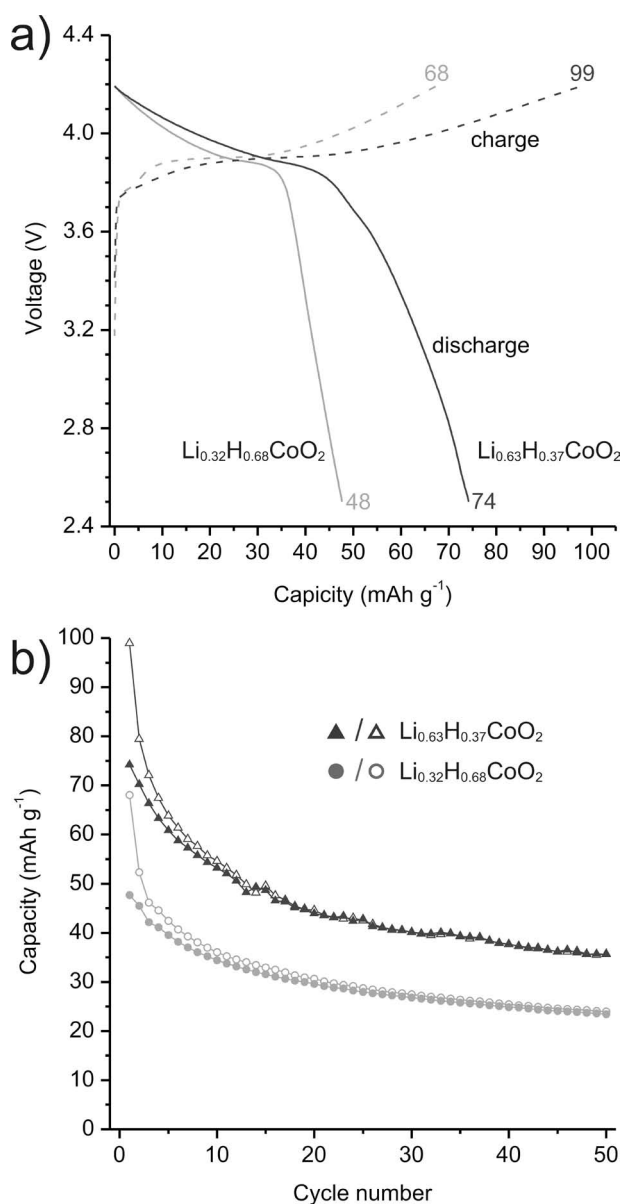 a)
4.4
4.0
3.6
3.2
2.8
2.4
Voltage (V)
68
99
charge
discharge
Li0.32H0.68CoO2
Li0.63H0.37CoO2
48
74
0 10 20 30 40 50 60 70 80 90 100
Capicity (mAh g-1)
b)
100
90
80
70
60
50
40
30
20
10
0
Capacity (mAh g-1)
/ Li0.63H0.37CoO2
/ Li0.32H0.68CoO2
0 10 20 30 40 50
Cycle number